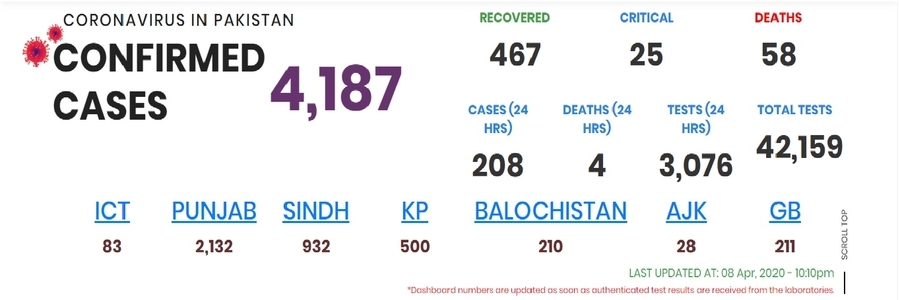 CORONAVIRUS IN PAKISTAN
CONFIRMED
CASES
4,187
RECOVERED
467
CRITICAL
25
DEATHS
58
CASES (24
HRS)
208
DEATHS (24
HRS)
4
TESTS (24
HRS)
3,076
TOTAL TESTS
42,159
ICT
83
PUNJAB
2,132
SINDH
932
KP
500
BALOCHISTAN
210
AJK
28
GB
211
SCROLL TOP
LAST UPDATED AT: 08 Apr, 2020 - 10:10pm
*Dashboard numbers are updated as soon as authenticated test results are received from the laboratories.